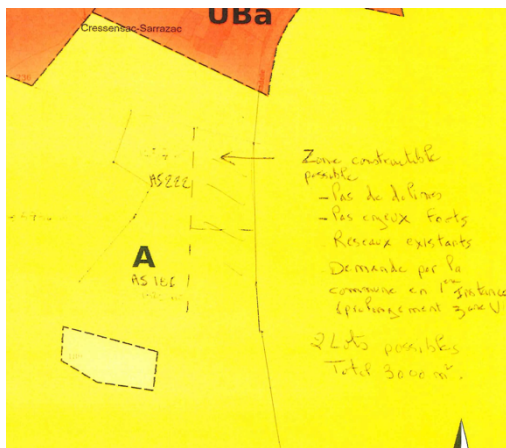 UBa
Cressensac-Sarrazac
Zone constructible
possible
- Pas de dolines
- Pas enjeux forts
Reseaux existants
AS 222
A
AS 186
Demande par la
commune en 1ère Instance
(prolongement zone U
2 Lots possibles
Total 3000 m².